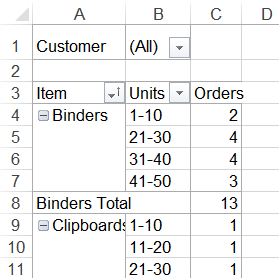 A B C D
1 Customer (All)
2
3 Item Units Orders
4 Binders 1-10 2
5 21-30 4
6 31-40 4
7 41-50 3
8 Binders Total 13
9 Clipboards 1-10 1
10 11-20 1
11 21-30 1